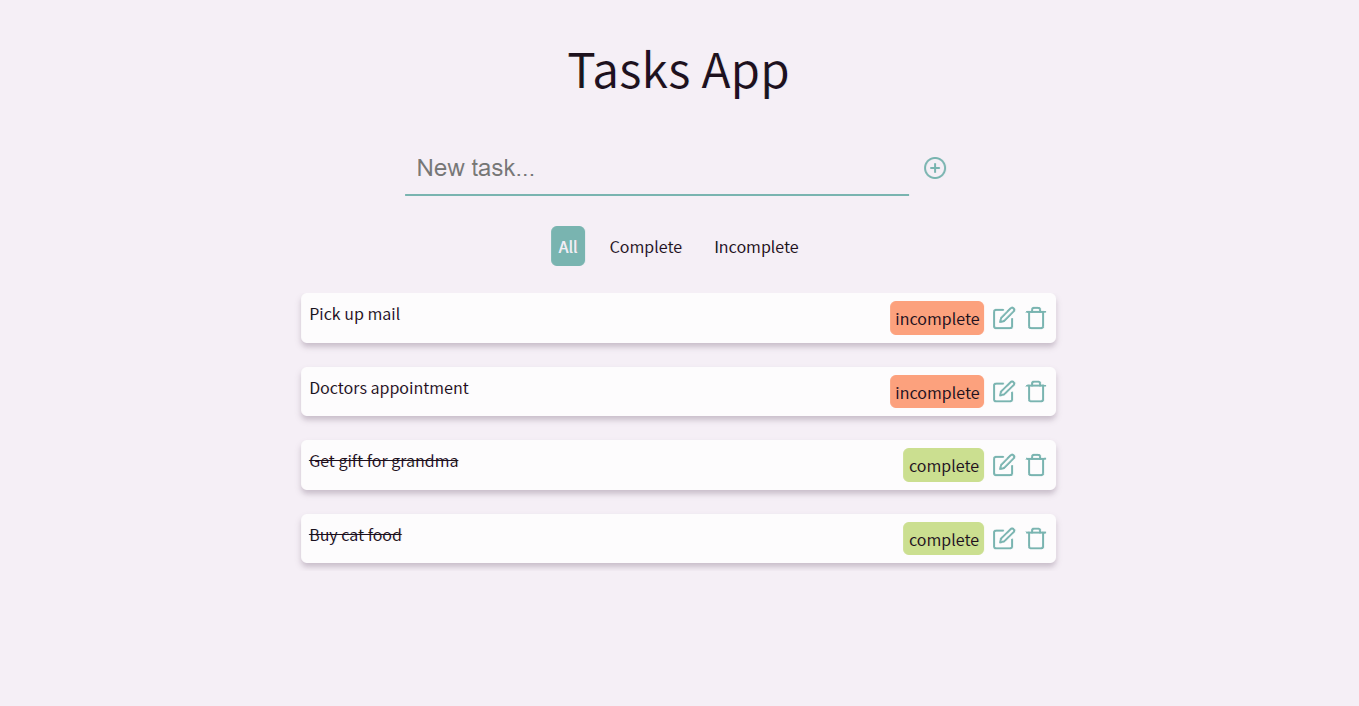 Tasks App
New task...
All Complete Incomplete
Pick up mail incomplete
Doctors appointment incomplete
Get gift for grandma complete
Buy cat food complete